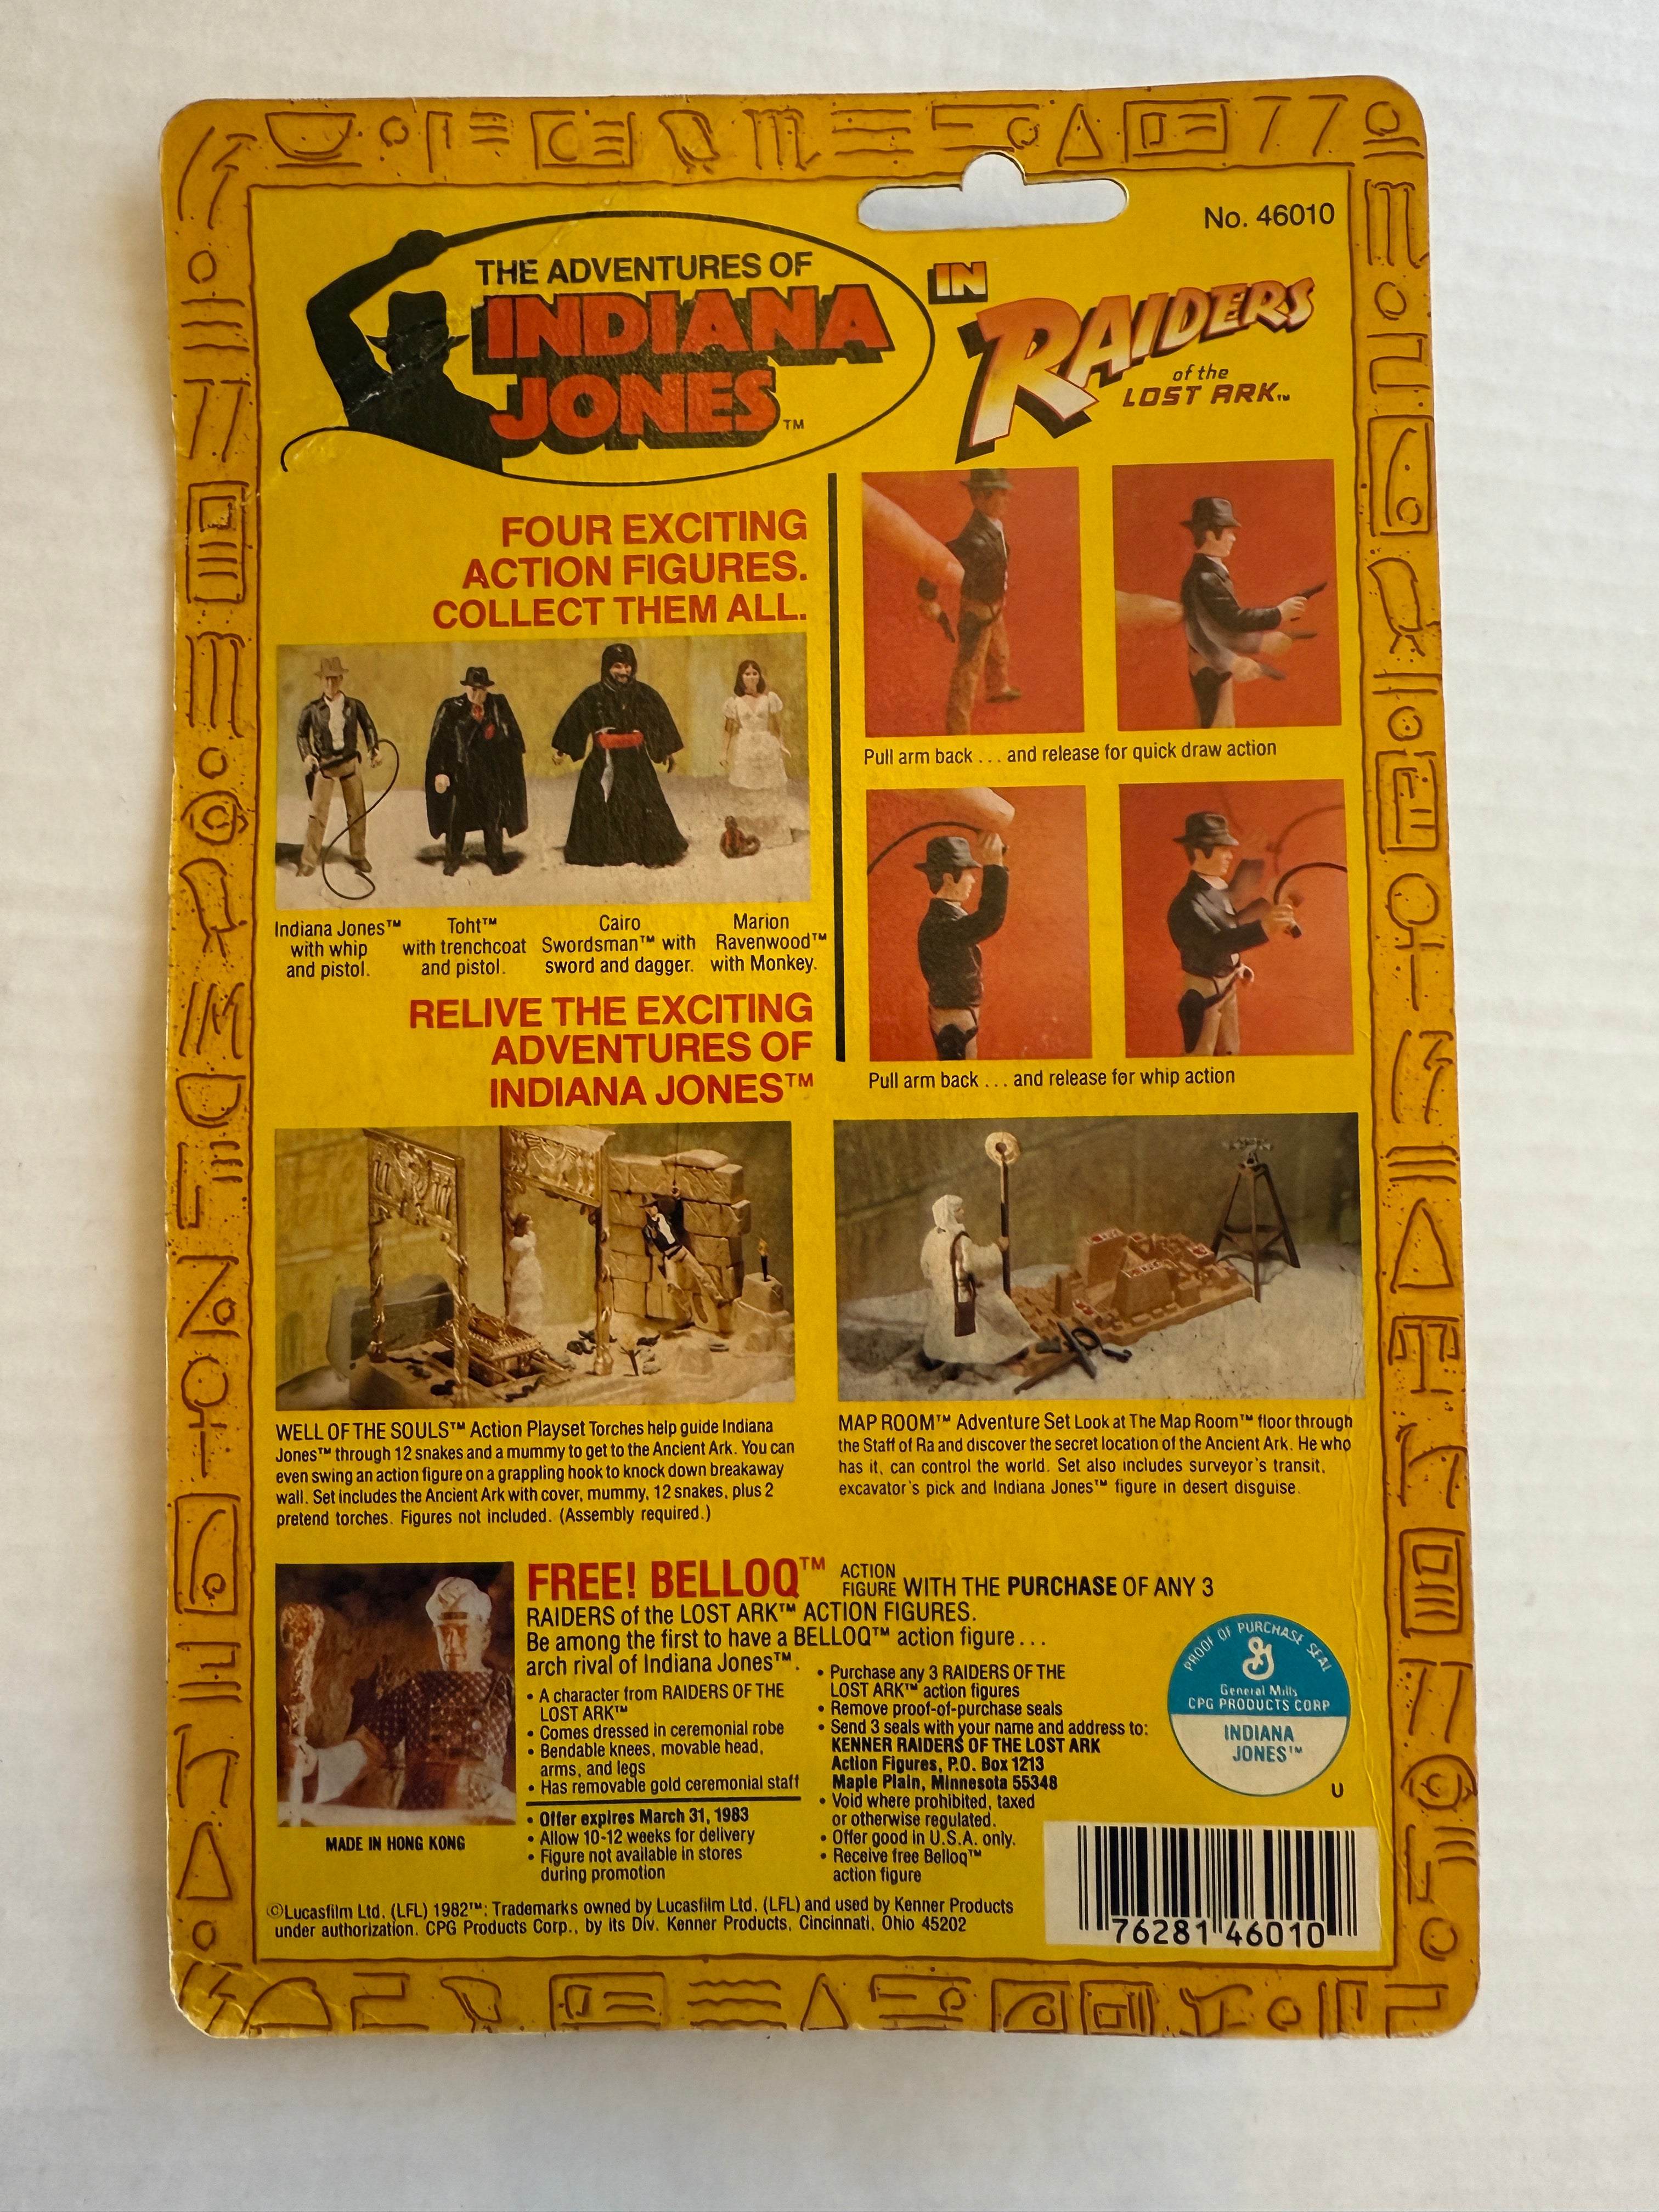 No. 46010
THE ADVENTURES OF
INDIANA
JONES™
IN
RAIDERS
of the
LOST ARK™
FOUR EXCITING
ACTION FIGURES.
COLLECT THEM ALL.
Indiana Jones™
with whip
and pistol.
Toht™
with trenchcoat
and pistol.
Cairo
Swordsman™ with
sword and dagger.
Marion
Ravenwood™
with Monkey.
Pull arm back . . . and release for quick draw action
Pull arm back . . . and release for whip action
RELIVE THE EXCITING
ADVENTURES OF
INDIANA JONES™
WELL OF THE SOULS™ Action Playset Torches help guide Indiana
Jones™ through 12 snakes and a mummy to get to the Ancient Ark. You can
even swing an action figure on a grappling hook to knock down breakaway
wall. Set includes the Ancient Ark with cover, mummy, 12 snakes, plus 2
pretend torches. Figures not included. (Assembly required.)
MAP ROOM™ Adventure Set Look at The Map Room™ floor through
the Staff of Ra and discover the secret location of the Ancient Ark. He who
has it, can control the world. Set also includes surveyor's transit,
excavator's pick and Indiana Jones™ figure in desert disguise.
FREE! BELLOQ™ ACTION FIGURE WITH THE PURCHASE OF ANY 3
RAIDERS of the LOST ARK™ ACTION FIGURES.
Be among the first to have a BELLOQ™ action figure . . .
arch rival of Indiana Jones™.
• A character from RAIDERS OF THE
LOST ARK™
• Comes dressed in ceremonial robe
• Bendable knees, movable head,
arms, and legs
• Has removable gold ceremonial staff
• Offer expires March 31, 1983
• Allow 10-12 weeks for delivery
• Figure not available in stores
during promotion
• Purchase any 3 RAIDERS OF THE
LOST ARK™ action figures
• Remove proof-of-purchase seals
• Send 3 seals with your name and address to:
KENNER RAIDERS OF THE LOST ARK
Action Figures, P.O. Box 1213
Maple Plain, Minnesota 55348
• Void where prohibited, taxed
or otherwise regulated.
• Offer good in U.S.A. only.
• Receive free Belloq™
action figure
PROOF OF PURCHASE SEAL
G
General Mills
CPG PRODUCTS CORP
INDIANA
JONES™
U
MADE IN HONG KONG
©Lucasfilm Ltd. (LFL) 1982™: Trademarks owned by Lucasfilm Ltd. (LFL) and used by Kenner Products
under authorization. CPG Products Corp., by its Div. Kenner Products, Cincinnati, Ohio 45202
76281 46010